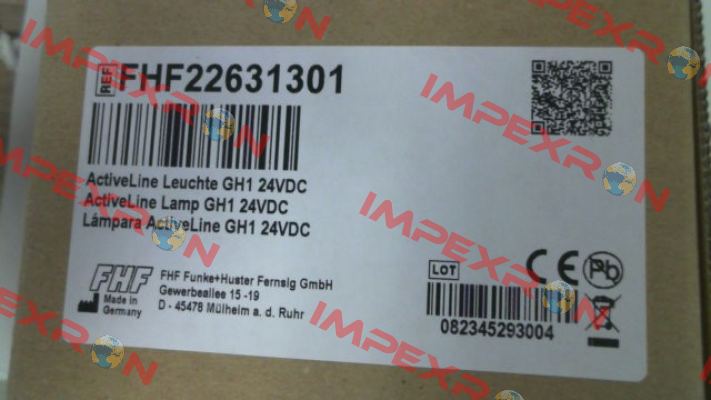 REF FHF22631301
ActiveLine Leuchte GH1 24VDC
ActiveLine Lamp GH1 24VDC
Lámpara ActiveLine GH1 24VDC
FHF
Made in
Germany
FHF Funke+Huster Fernsig GmbH
Gewerbeallee 15 -19
D - 45478 Mülheim a. d. Ruhr
LOT
CE
Pb
082345293004
IMPEXRON
IMPEXRON
IMPEXRON
IMPEXRON
IMPEXRON